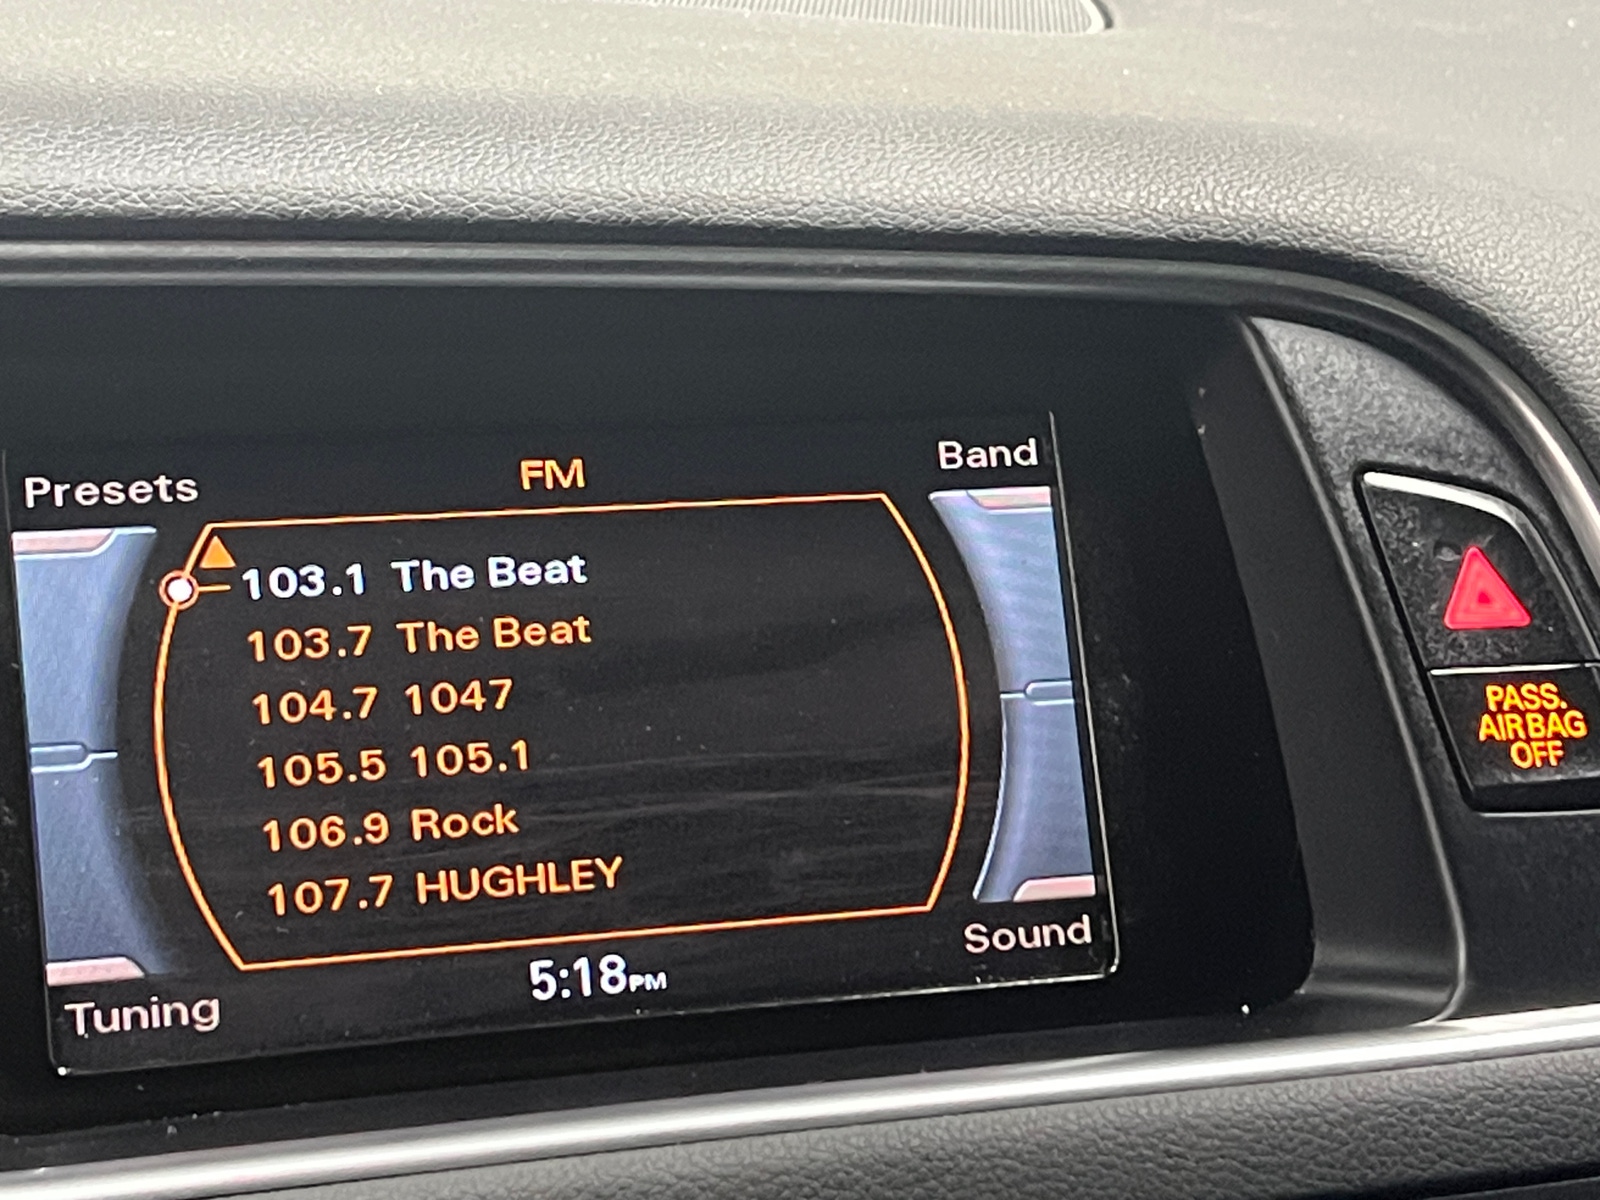 Presets
FM
Band
103.1 The Beat
103.7 The Beat
104.7 1047
105.5 105.1
106.9 Rock
107.7 HUGHLEY
Tuning
5:18PM
Sound
PASS.
AIRBAG
OFF